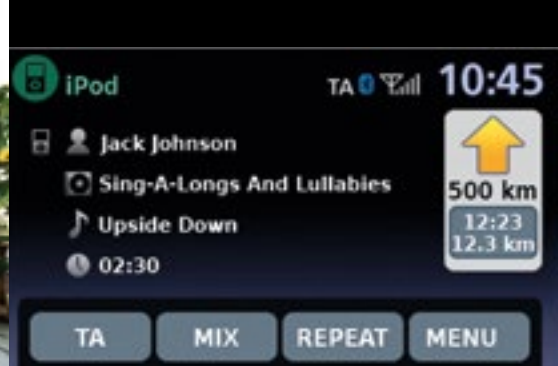 iPod
TA
10:45
Jack Johnson
Sing-A-Longs And Lullabies
Upside Down
02:30
500 km
12:23
12.3 km
TA MIX REPEAT MENU